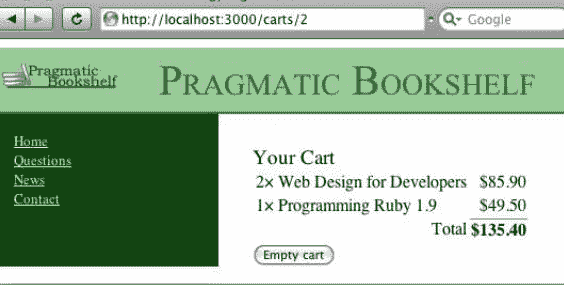 http://localhost:3000/carts/2
Google
Pragmatic
Bookshelf
PRAGMATIC BOOKSHELF
Home
Questions
News
Contact
Your Cart
2× Web Design for Developers $85.90
1× Programming Ruby 1.9 $49.50
Total $135.40
Empty cart